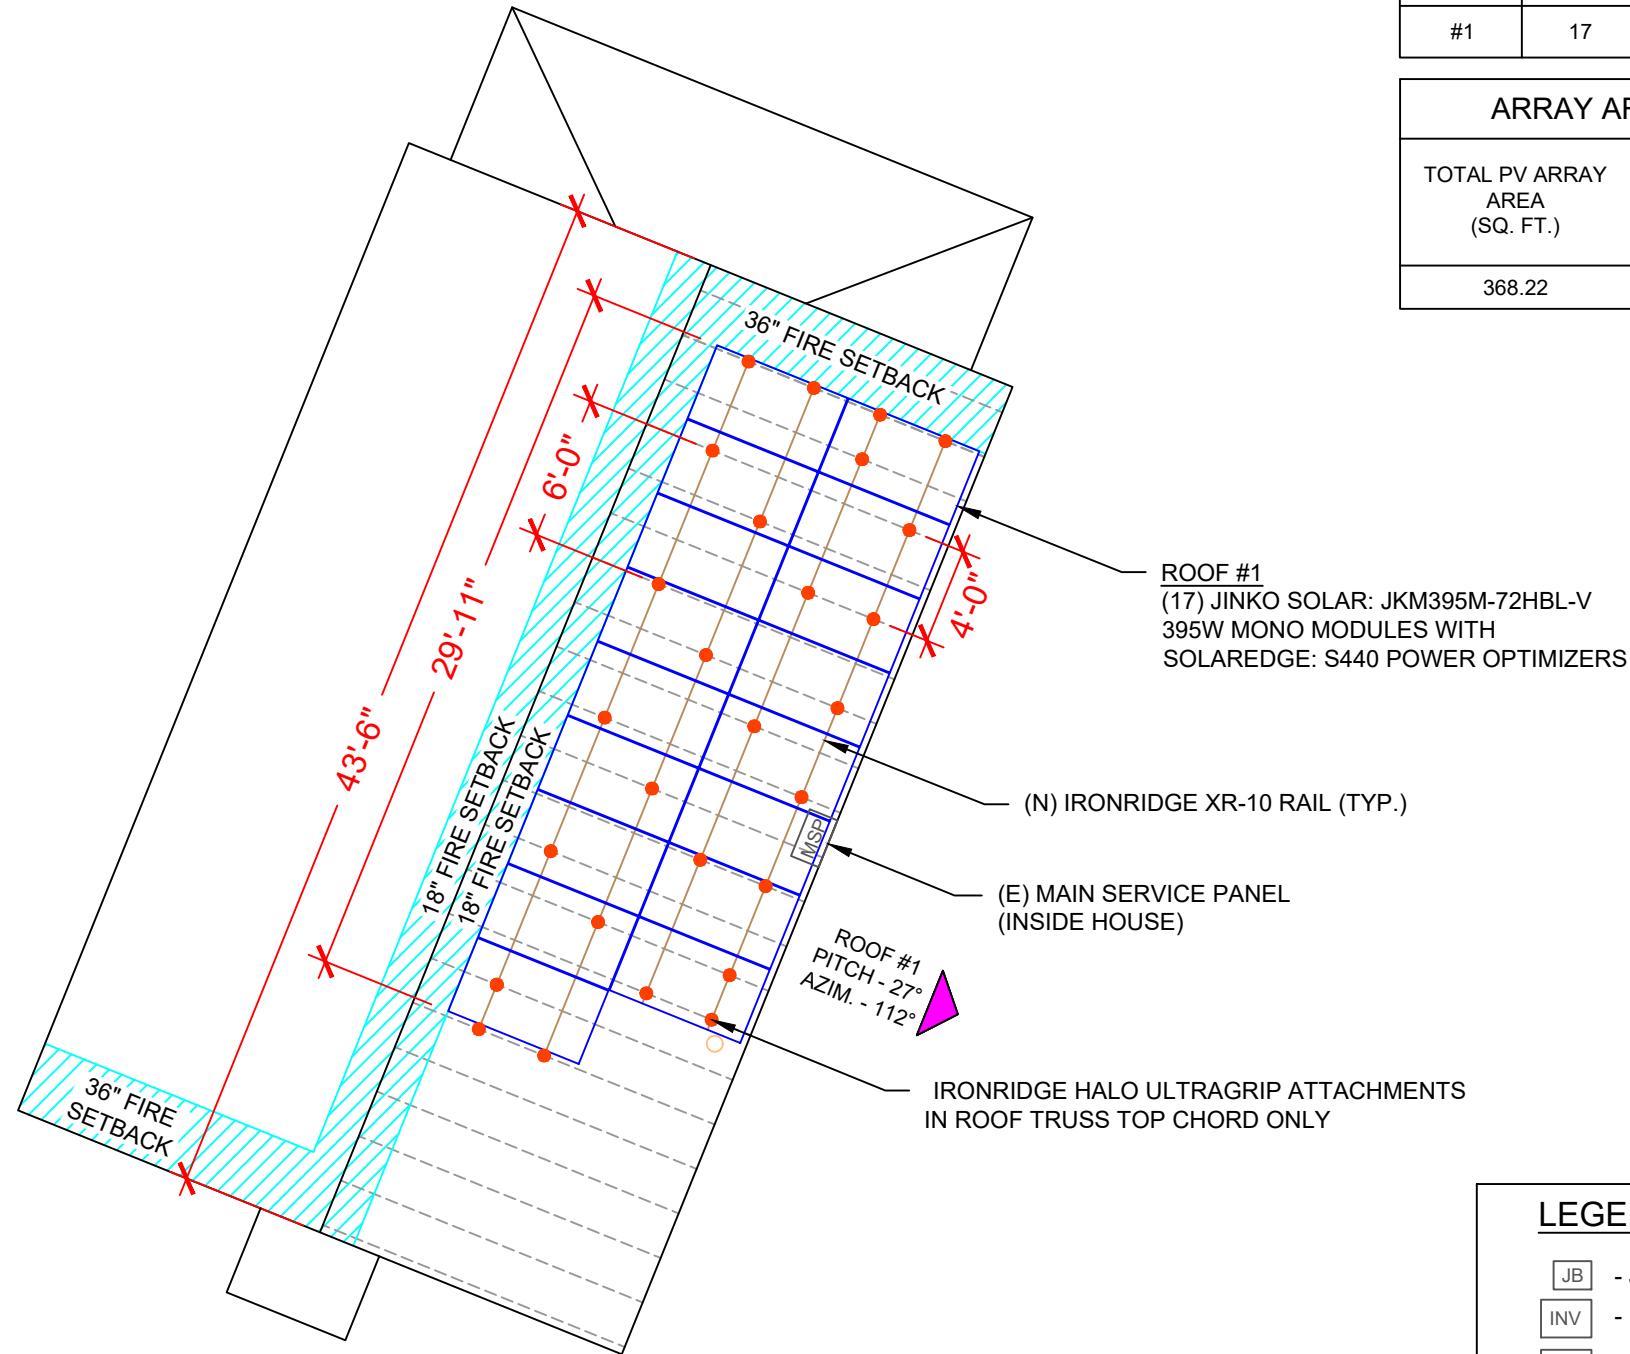 #1 17
ARRAY
TOTAL PV ARRAY
AREA
(SQ. FT.)
368.22
36" FIRE SETBACK
6'-0"
4'-0"
29'-11"
43'-6"
18" FIRE SETBACK
18" FIRE SETBACK
ROOF #1
(17) JINKO SOLAR: JKM395M-72HBL-V
395W MONO MODULES WITH
SOLAREDGE: S440 POWER OPTIMIZERS
(N) IRONRIDGE XR-10 RAIL (TYP.)
MSP
(E) MAIN SERVICE PANEL
(INSIDE HOUSE)
ROOF #1
PITCH - 27°
AZIM. - 112°
36" FIRE
SETBACK
IRONRIDGE HALO ULTRAGRIP ATTACHMENTS
IN ROOF TRUSS TOP CHORD ONLY
LEGE
JB -
INV -